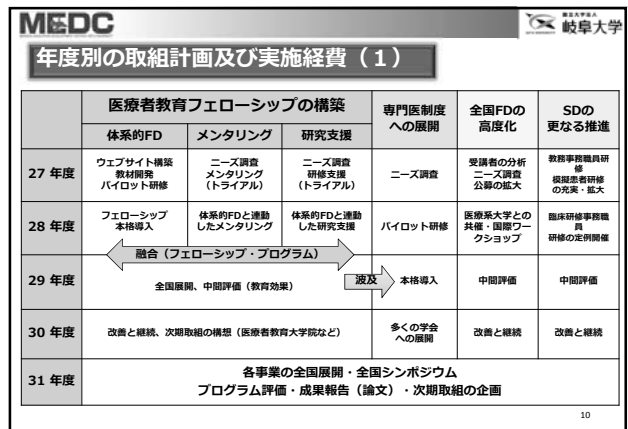 MEDC
岐阜大学
年度別の取組計画及び実施経費（1）
医療者教育フェローシップの構築
専門医制度
への展開
全国FDの
高度化
SDの
更なる推進
体系的FD
メンタリング
研究支援
27 年度
ウェブサイト構築
教材開発
パイロット研修
ニーズ調査
メンタリング
（トライアル）
ニーズ調査
研修支援
（トライアル）
ニーズ調査
受講者の分析
ニーズ調査
公募の拡大
教務事務職員研
修
模擬患者研修
の充実・拡大
28 年度
フェローシップ
本格導入
体系的FDと連動
したメンタリング
体系的FDと連動
した研究支援
パイロット研修
医療系大学との
共催・国際ワー
クショップ
臨床研修事務職
員
研修の定例開催
融合（フェローシップ・プログラム）
29 年度
全国展開、中間評価（教育効果）
波及
本格導入
中間評価
中間評価
30 年度
改善と継続、次期取組の構想（医療者教育大学院など）
多くの学会
への展開
改善と継続
改善と継続
31 年度
各事業の全国展開・全国シンポジウム
プログラム評価・成果報告（論文）・次期取組の企画
10